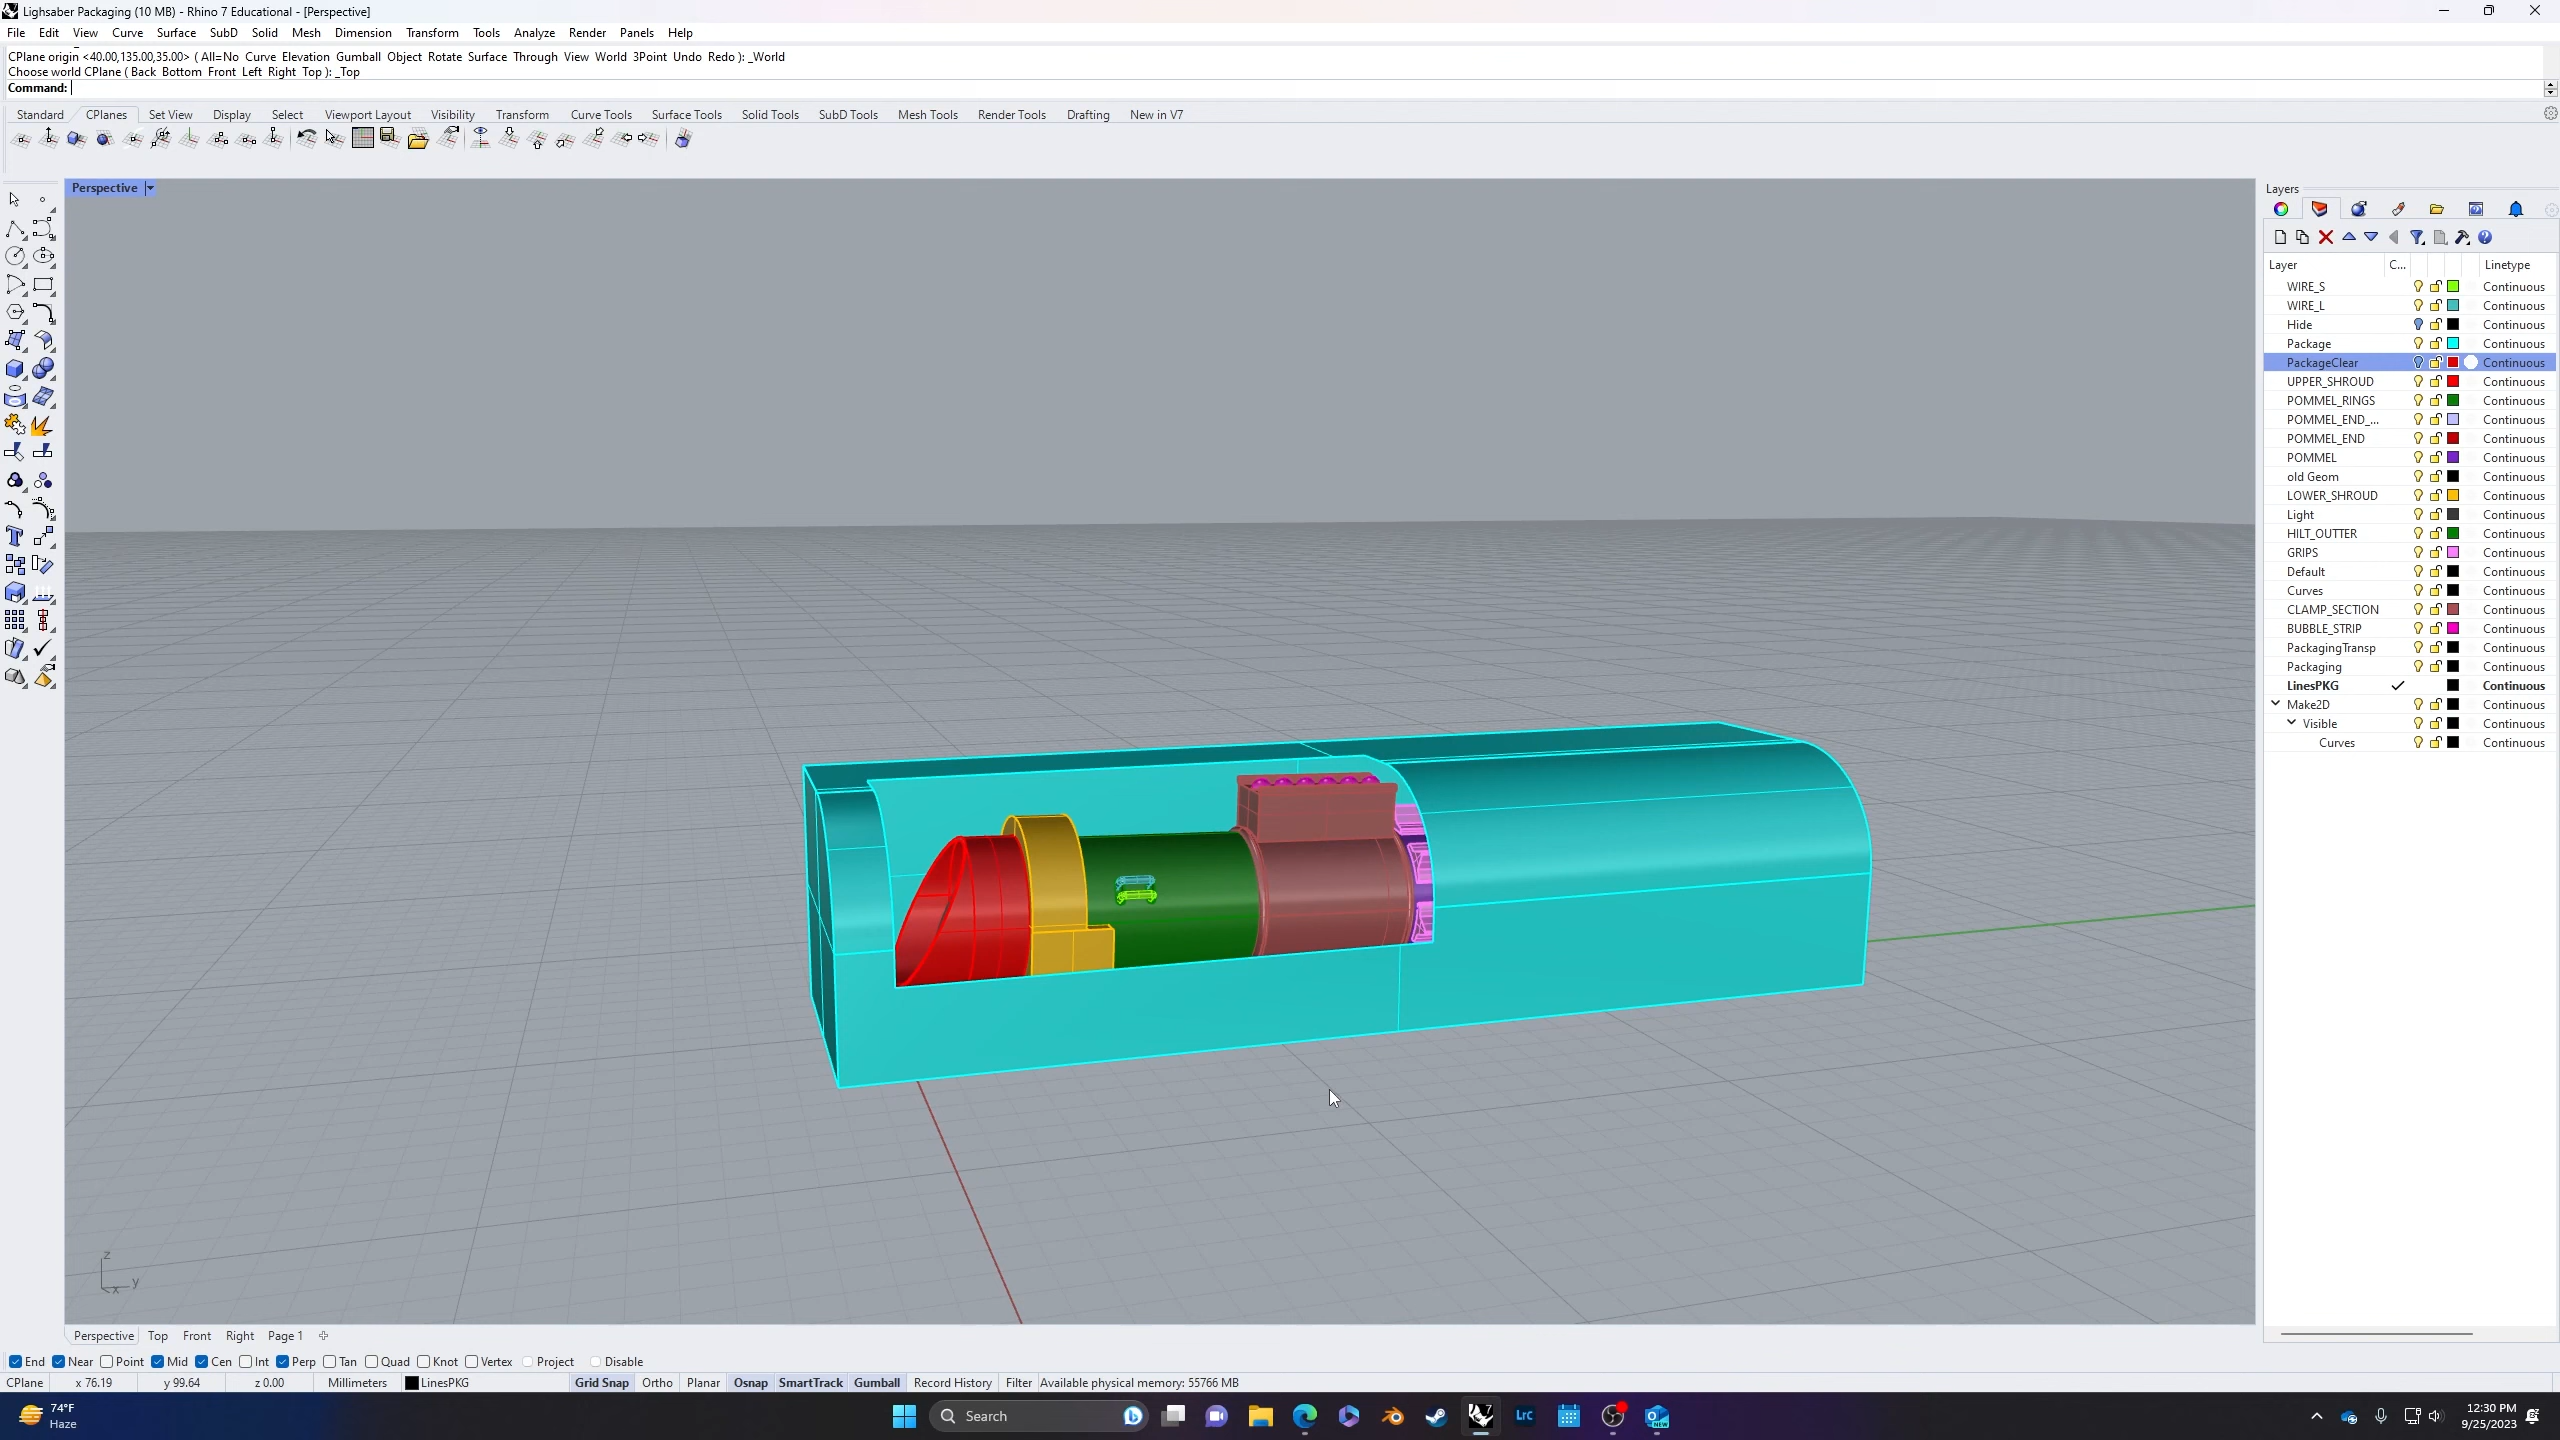 Lighsaber Packaging (10 MB) - Rhino 7 Educational - [Perspective]
File Edit View Curve Surface SubD Solid Mesh Dimension Transform Tools Analyze Render Panels Help
CPlane origin <40.00,135.00,35.00> ( All=No Curve Elevation Gumball Object Rotate Surface Through View World 3Point Undo Redo ): _World
Choose world CPlane ( Back Bottom Front Left Right Top ): _Top
Command:
Standard CPlanes Set View Display Select Viewport Layout Visibility Transform Curve Tools Surface Tools Solid Tools SubD Tools Mesh Tools Render Tools Drafting New in V7
Perspective
Layers
Layer C... Linetype
WIRE_S Continuous
WIRE_L Continuous
Hide Continuous
Package Continuous
PackageClear Continuous
UPPER_SHROUD Continuous
POMMEL_RINGS Continuous
POMMEL_END_... Continuous
POMMEL_END Continuous
POMMEL Continuous
old Geom Continuous
LOWER_SHROUD Continuous
Light Continuous
HILT_OUTTER Continuous
GRIPS Continuous
Default Continuous
Curves Continuous
CLAMP_SECTION Continuous
BUBBLE_STRIP Continuous
PackagingTransp Continuous
Packaging Continuous
LinesPKG Continuous
Make2D Continuous
Visible Continuous
Curves Continuous
z
y
x
Perspective Top Front Right Page 1
End Near Point Mid Cen Int Perp Tan Quad Knot Vertex Project Disable
CPlane x 76.19 y 99.64 z 0.00 Millimeters LinesPKG Grid Snap Ortho Planar Osnap SmartTrack Gumball Record History Filter Available physical memory: 55766 MB
74°F
Haze
Search
7
LrC
NEW
12:30 PM
9/25/2023